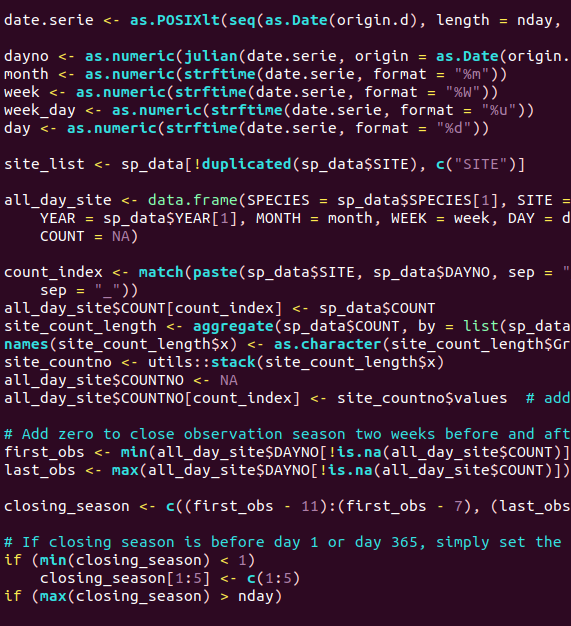 date.serie <- as.POSIXlt(seq(as.Date(origin.d), length = nday,
dayno <- as.numeric(julian(date.serie, origin = as.Date(origin.
month <- as.numeric(strftime(date.serie, format = "%m"))
week <- as.numeric(strftime(date.serie, format = "%W"))
week_day <- as.numeric(strftime(date.serie, format = "%u"))
day <- as.numeric(strftime(date.serie, format = "%d"))
site_list <- sp_data[!duplicated(sp_data$SITE), c("SITE")]
all_day_site <- data.frame(SPECIES = sp_data$SPECIES[1], SITE =
YEAR = sp_data$YEAR[1], MONTH = month, WEEK = week, DAY = d
COUNT = NA)
count_index <- match(paste(sp_data$SITE, sp_data$DAYNO, sep = "
sep = "_"))
all_day_site$COUNT[count_index] <- sp_data$COUNT
site_count_length <- aggregate(sp_data$COUNT, by = list(sp_data
names(site_count_length$x) <- as.character(site_count_length$Gr
site_countno <- utils::stack(site_count_length$x)
all_day_site$COUNTNO <- NA
all_day_site$COUNTNO[count_index] <- site_countno$values  # add
# Add zero to close observation season two weeks before and aft
first_obs <- min(all_day_site$DAYNO[!is.na(all_day_site$COUNT)]
last_obs <- max(all_day_site$DAYNO[!is.na(all_day_site$COUNT)])
closing_season <- c((first_obs - 11):(first_obs - 7), (last_obs
# If closing season is before day 1 or day 365, simply set the
if (min(closing_season) < 1)
closing_season[1:5] <- c(1:5)
if (max(closing_season) > nday)